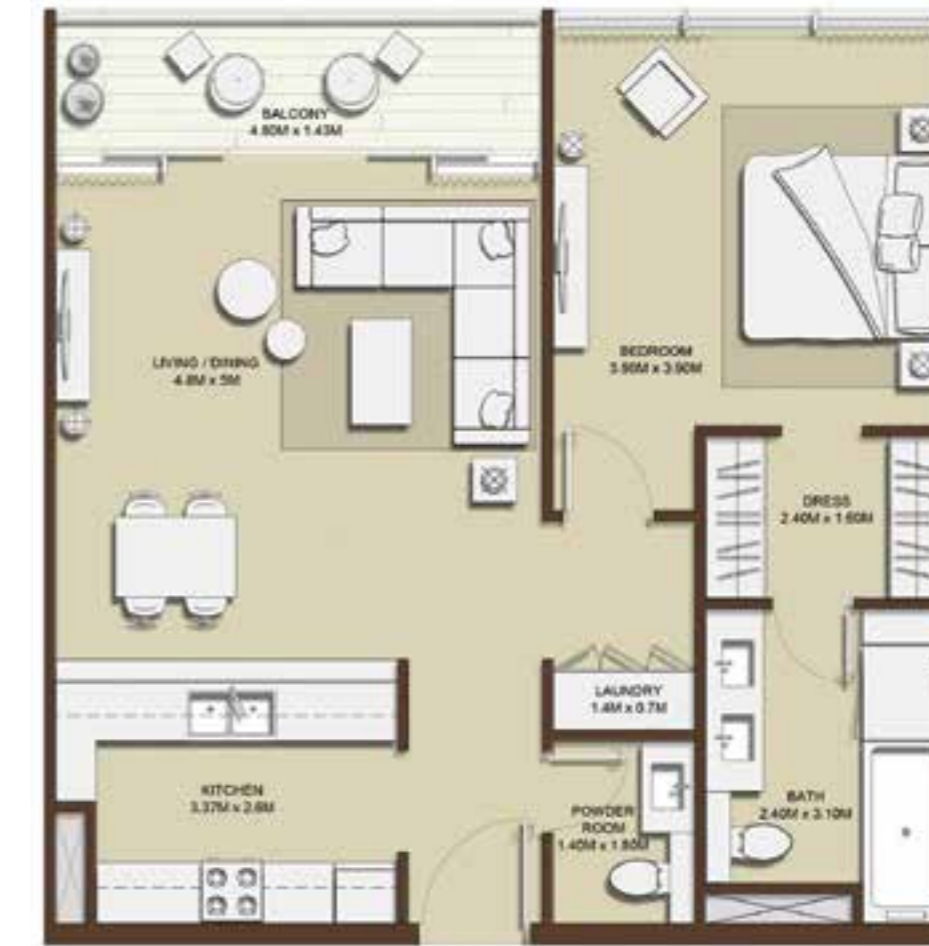 BALCONY
4.80M x 1.43M
LIVING / DINING
4.8M x 5M
BEDROOM
3.90M x 3.90M
DRESS
2.40M x 1.60M
LAUNDRY
1.4M x 0.7M
KITCHEN
3.37M x 2.6M
POWDER
ROOM
1.40M x 1.80M
BATH
2.40M x 3.10M